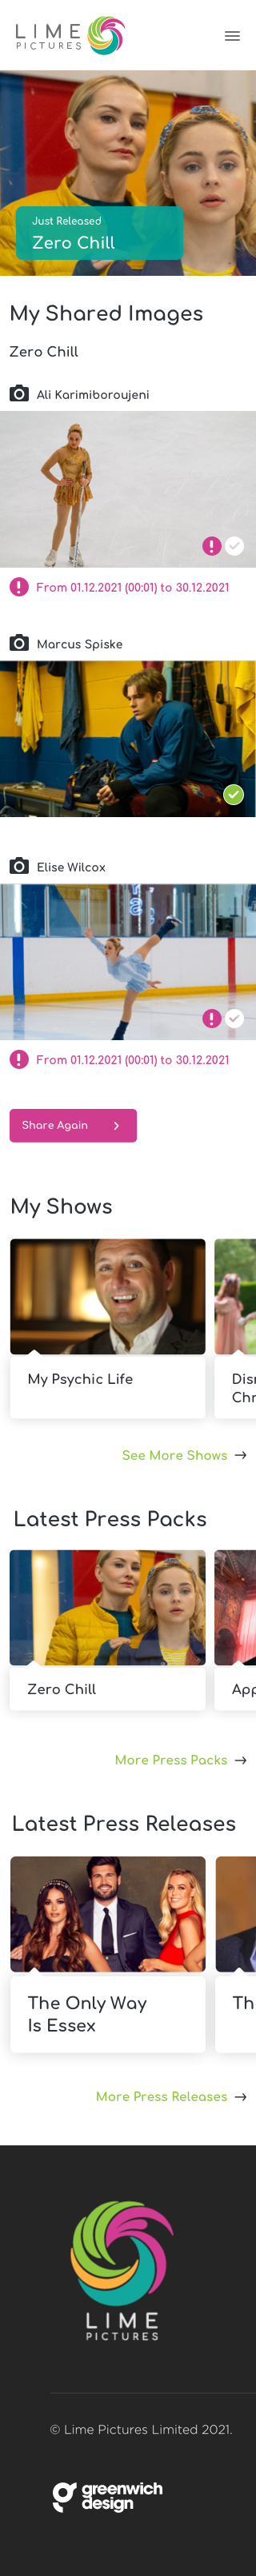 LIME
PICTURES
Just Released
Zero Chill
My Shared Images
Zero Chill
Ali Karimiboroujeni
From 01.12.2021 (00:01) to 30.12.2021
Marcus Spiske
Elise Wilcox
From 01.12.2021 (00:01) to 30.12.2021
Share Again
My Shows
My Psychic Life
See More Shows
Latest Press Packs
Zero Chill
App
More Press Packs
Latest Press Releases
The Only Way
Is Essex
Th
More Press Releases
LIME
PICTURES
© Lime Pictures Limited 2021.
greenwich
design